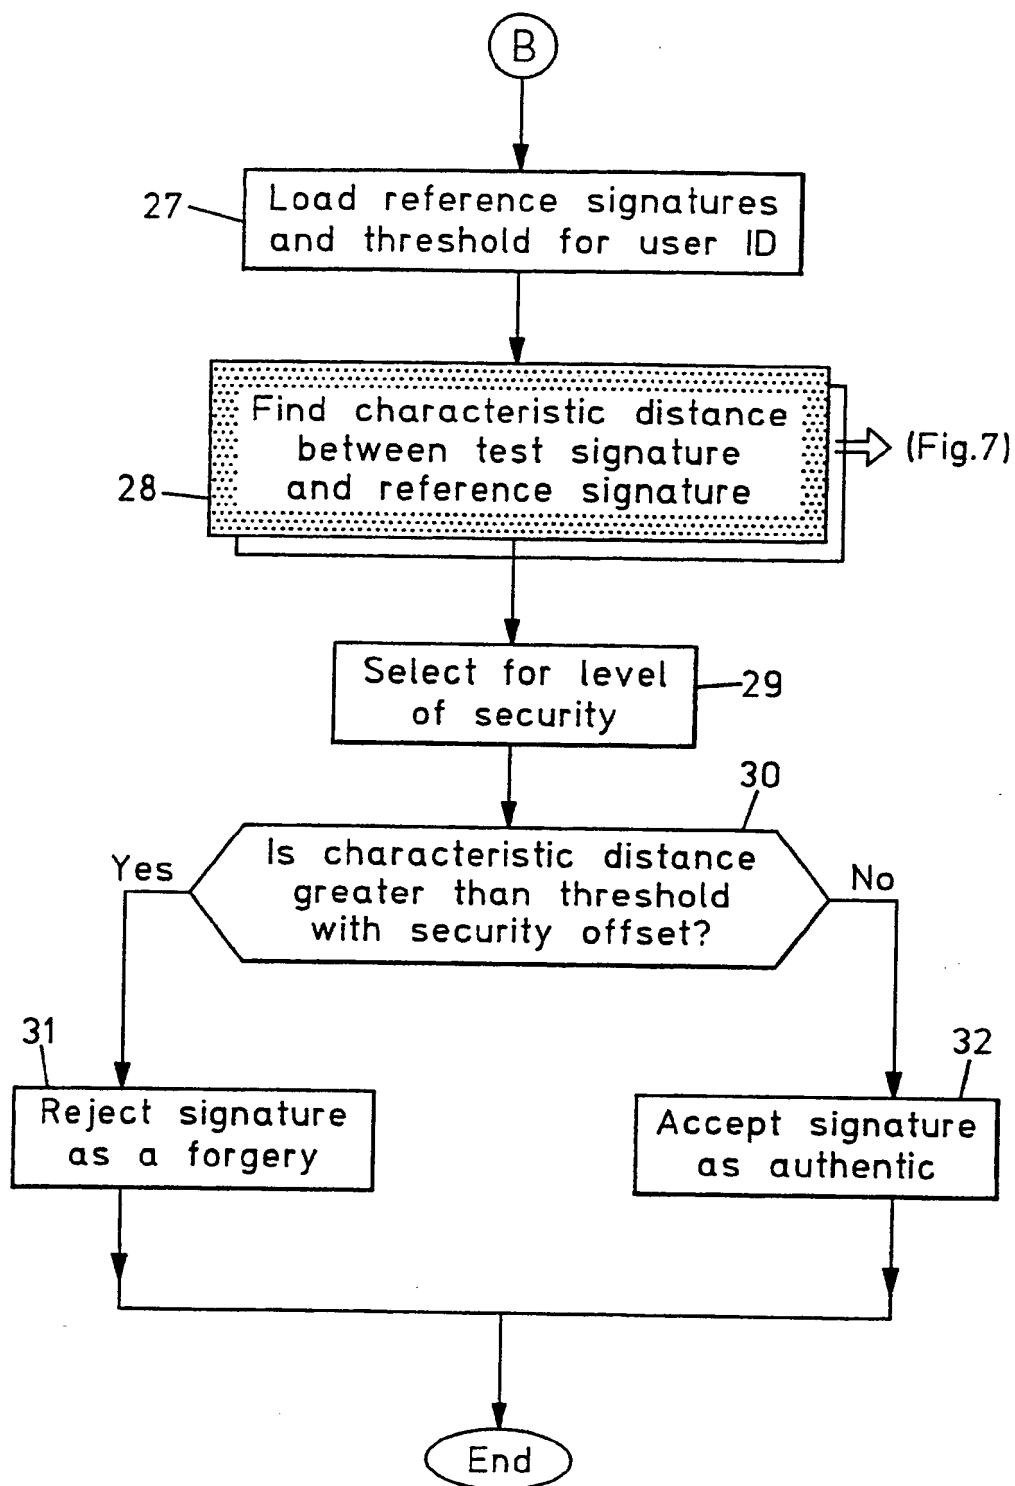 B
27
Load reference signatures
and threshold for user ID
Find characteristic distance
between test signature
and reference signature
(Fig.7)
28
Select for level
of security
29
30
Is characteristic distance
greater than threshold
with security offset?
Yes
No
31
Reject signature
as a forgery
32
Accept signature
as authentic
End